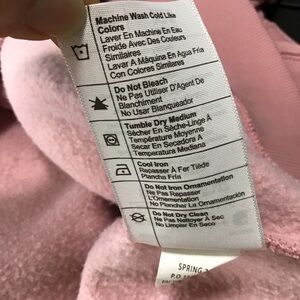 Machine Wash Cold Like
Colors
Laver En Machine En Eau
Froide Avec Des Couleurs
Similaires
Lavar A Máquina En Agua Fria
Con Colores Similares
Do Not Bleach
Ne Pas Utiliser D'Agent De
Blanchiment
No Usar Blanqueador
Tumble Dry Medium
Sécher En Sèche-Linge À
Température Moyenne
Secar En Secadora A
Temperatura Mediana
Cool Iron
Repasser À Fer Tiède
Plancha Fria
Do Not Iron Ornamentation
Ne Pas Repasser
L'Ornementation
No Planchar La Ornamentación
Do Not Dry Clean
Ne Pas Nettoyer À Sec
No Limpiar En Seco
SPRING
P.O.